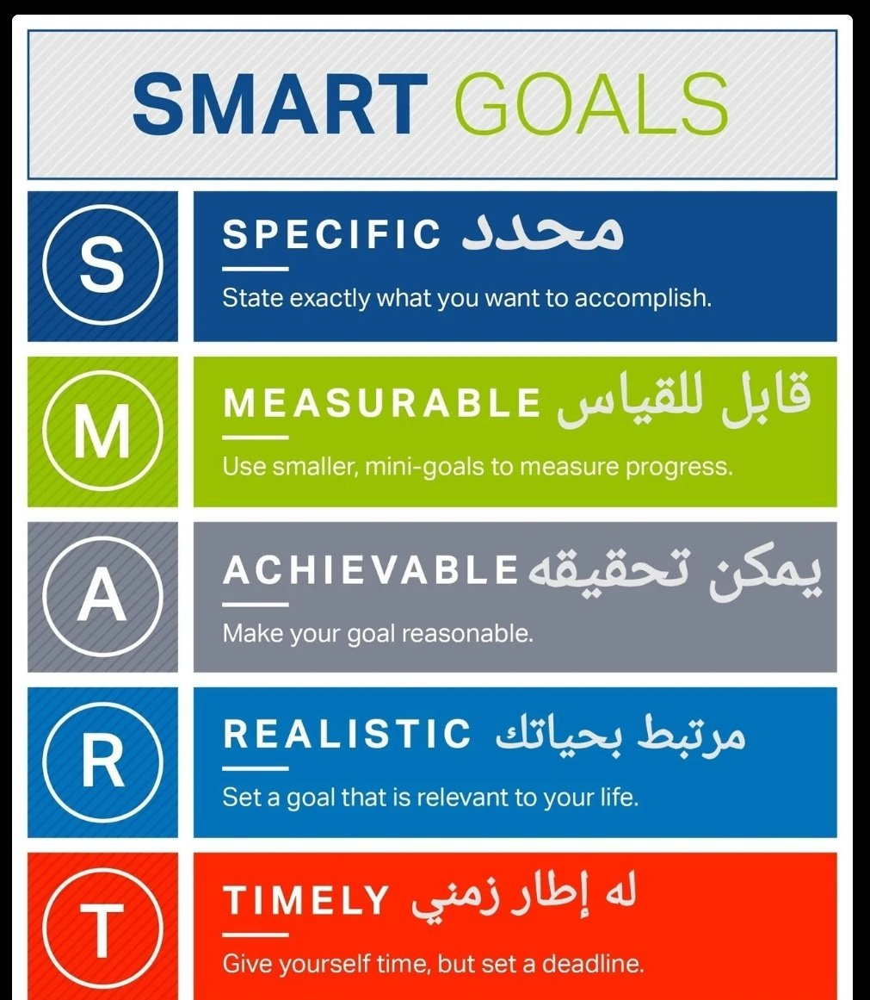 SMART GOALS
S
SPECIFIC محدد
State exactly what you want to accomplish.
M
MEASURABLE قابل للقياس
Use smaller, mini-goals to measure progress.
A
ACHIEVABLE يمكن تحقيقه
Make your goal reasonable.
R
REALISTIC مرتبط بحياتك
Set a goal that is relevant to your life.
T
TIMELY له إطار زمني
Give yourself time, but set a deadline.